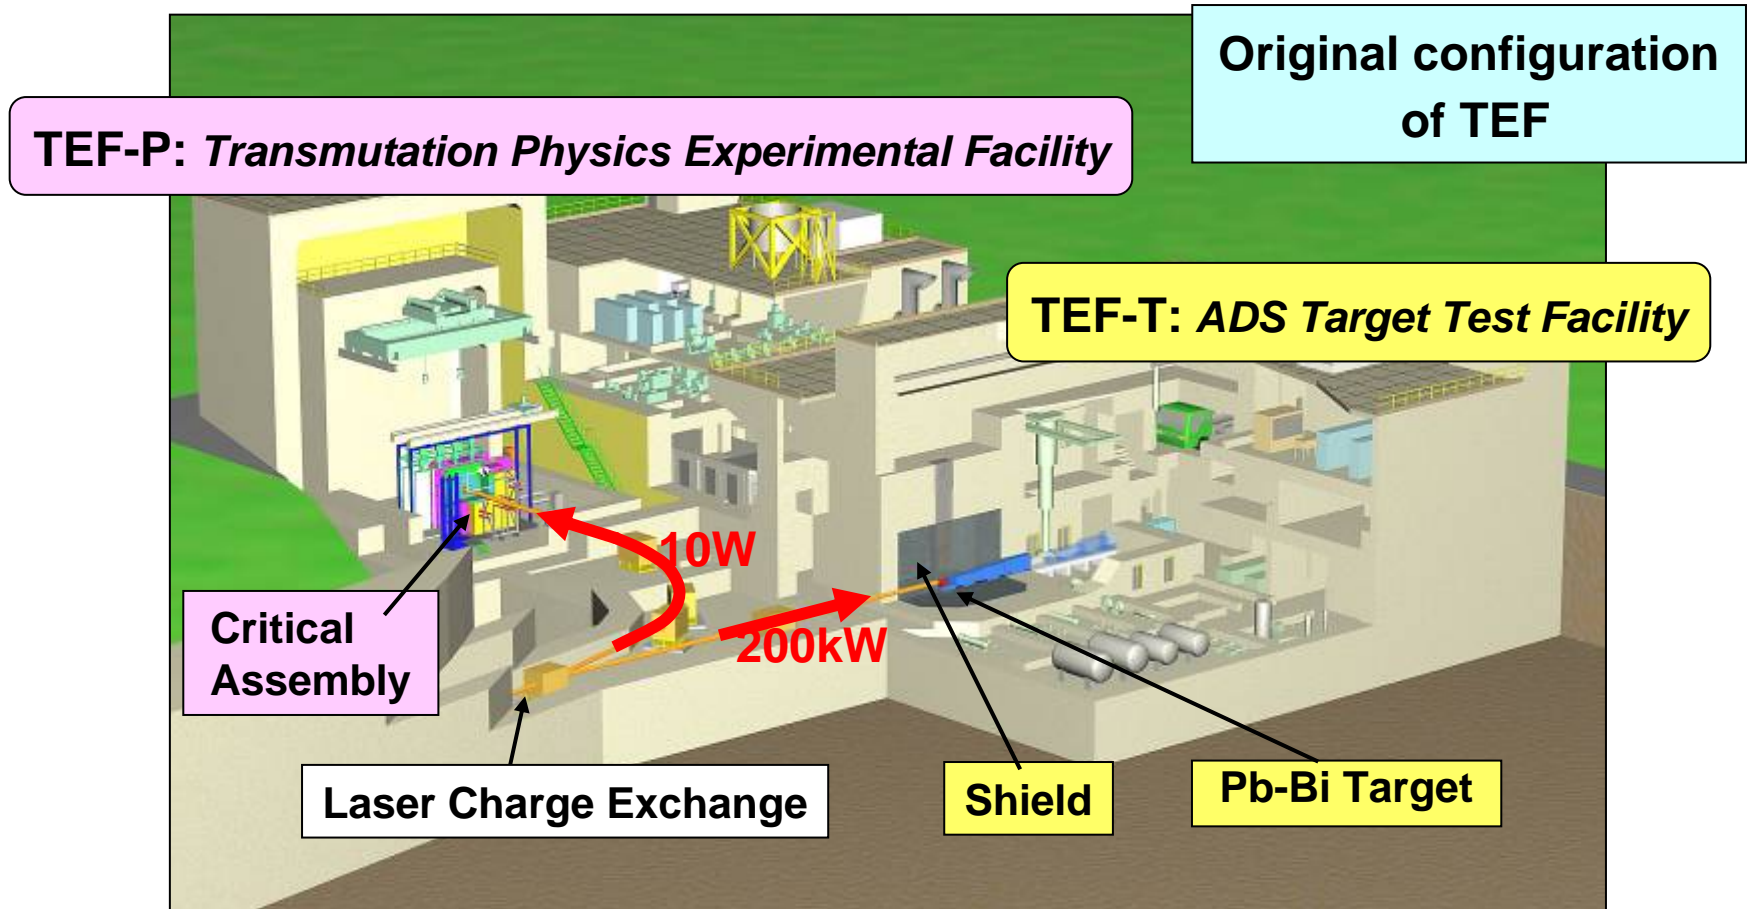 Original configuration
of TEF
TEF-P: Transmutation Physics Experimental Facility
TEF-T: ADS Target Test Facility
10W
200kW
Critical
Assembly
Laser Charge Exchange
Shield
Pb-Bi Target